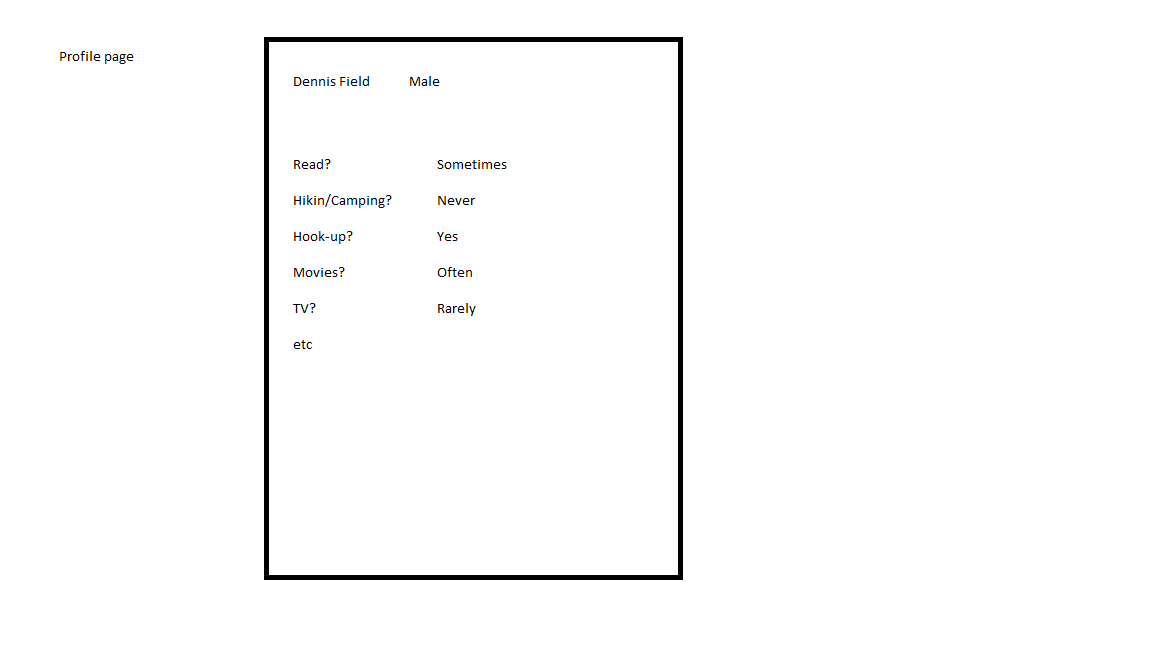 Profile page
Dennis Field Male
Read? Sometimes
Hikin/Camping? Never
Hook-up? Yes
Movies? Often
TV? Rarely
etc